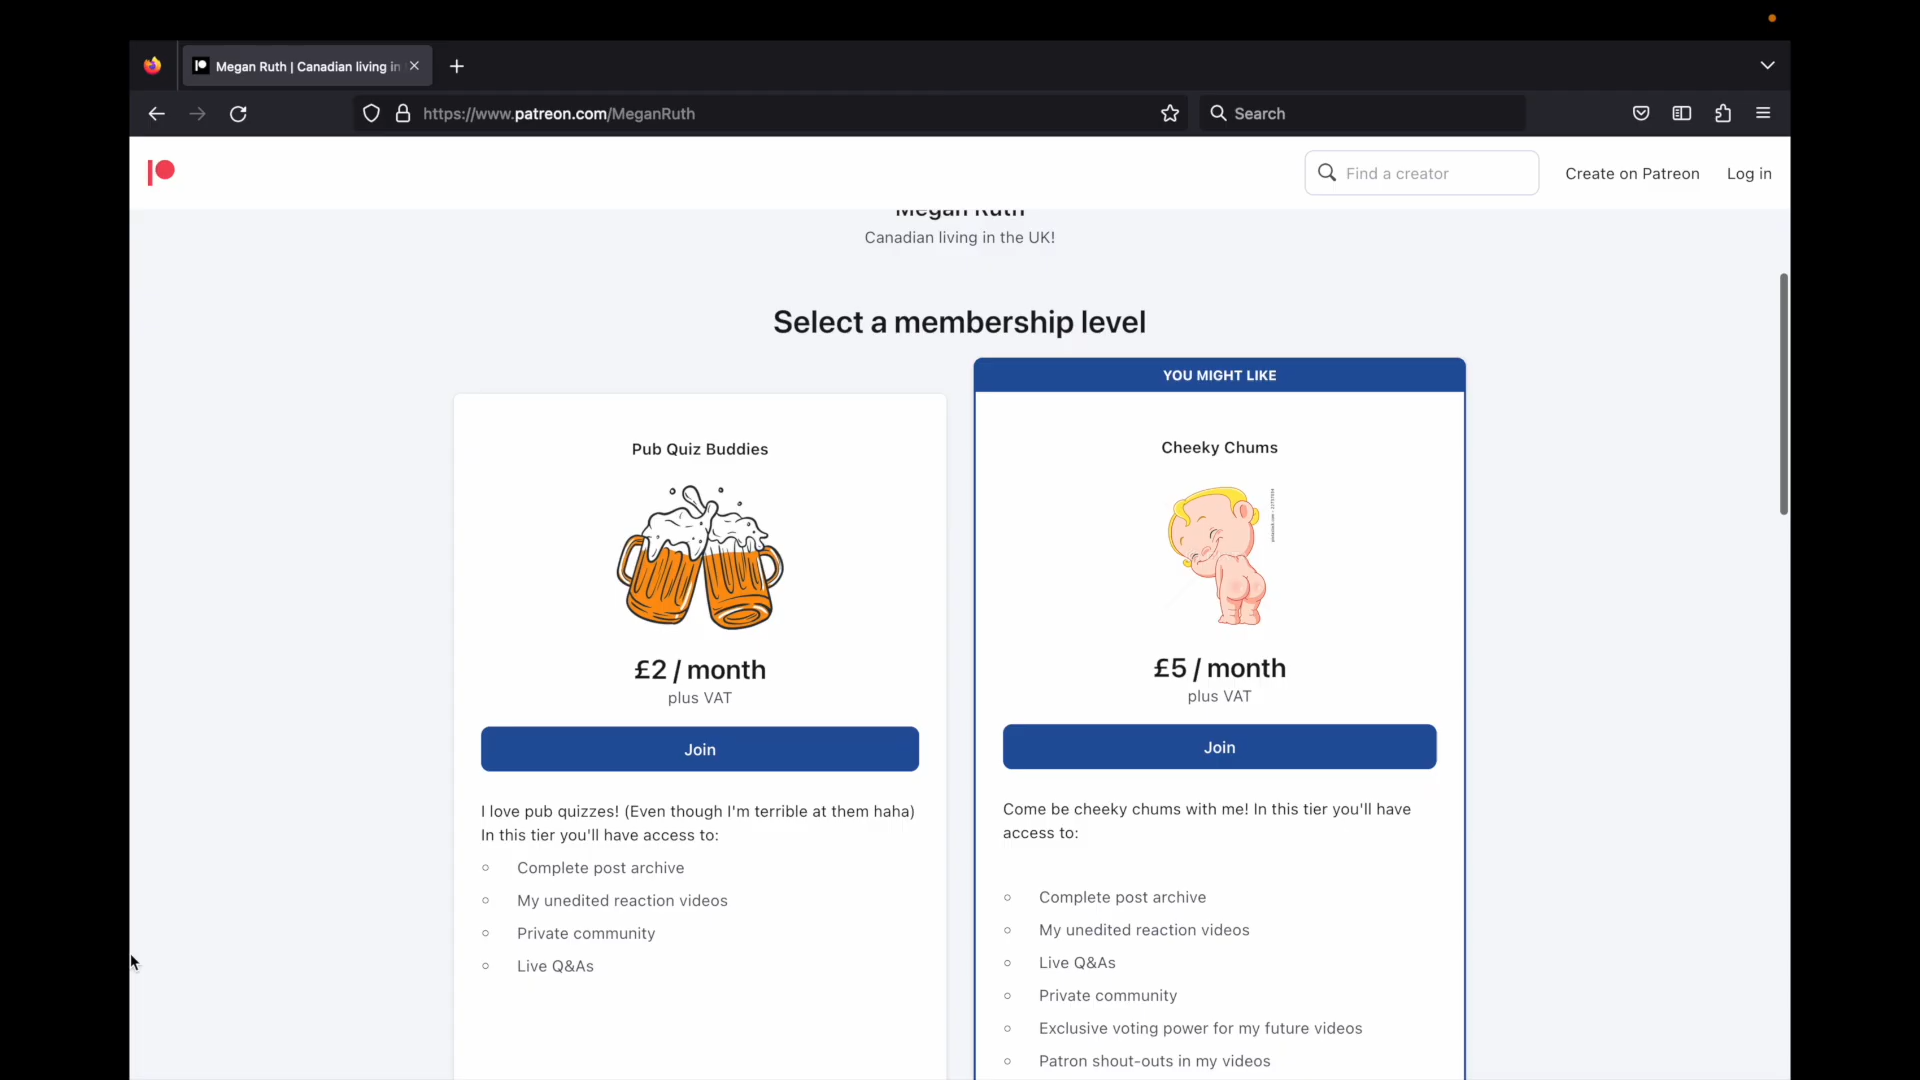 Megan Ruth | Canadian living in
https://www.patreon.com/MeganRuth
Search
Find a creator
Create on Patreon
Log in
Megan Ruth
Canadian living in the UK!
Select a membership level
YOU MIGHT LIKE
Pub Quiz Buddies
£2 / month
plus VAT
Join
I love pub quizzes! (Even though I'm terrible at them haha)
In this tier you'll have access to:
Complete post archive
My unedited reaction videos
Private community
Live Q&As
Cheeky Chums
£5 / month
plus VAT
Join
Come be cheeky chums with me! In this tier you'll have
access to:
Complete post archive
My unedited reaction videos
Live Q&As
Private community
Exclusive voting power for my future videos
Patron shout-outs in my videos